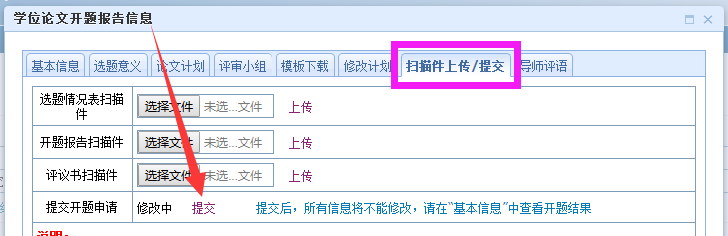 学位论文开题报告信息
基本信息 选题意义 论文计划 评审小组 模板下载 修改计划 扫描件上传/提交 导师评语
选题情况表扫描件 选择文件 未选...文件 上传
开题报告扫描件 选择文件 未选...文件 上传
评议书扫描件 选择文件 未选...文件 上传
提交开题申请 修改中 提交 提交后，所有信息将不能修改，请在"基本信息"中查看开题结果
说明：